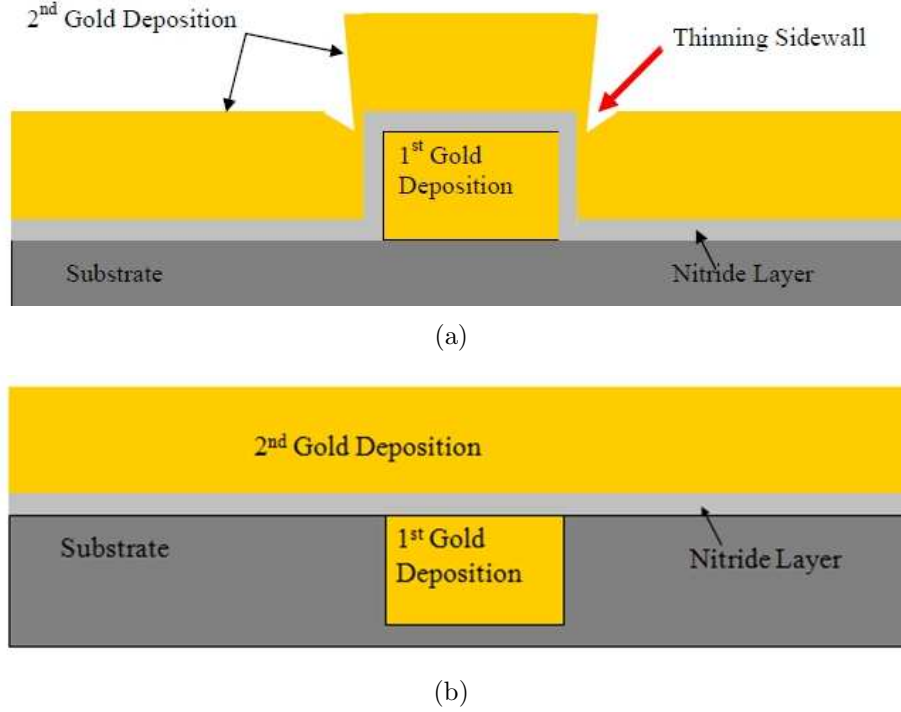 2nd Gold Deposition
Thinning Sidewall
1st Gold
Deposition
Substrate
Nitride Layer
(a)
2nd Gold Deposition
Substrate
1st Gold
Deposition
Nitride Layer
(b)